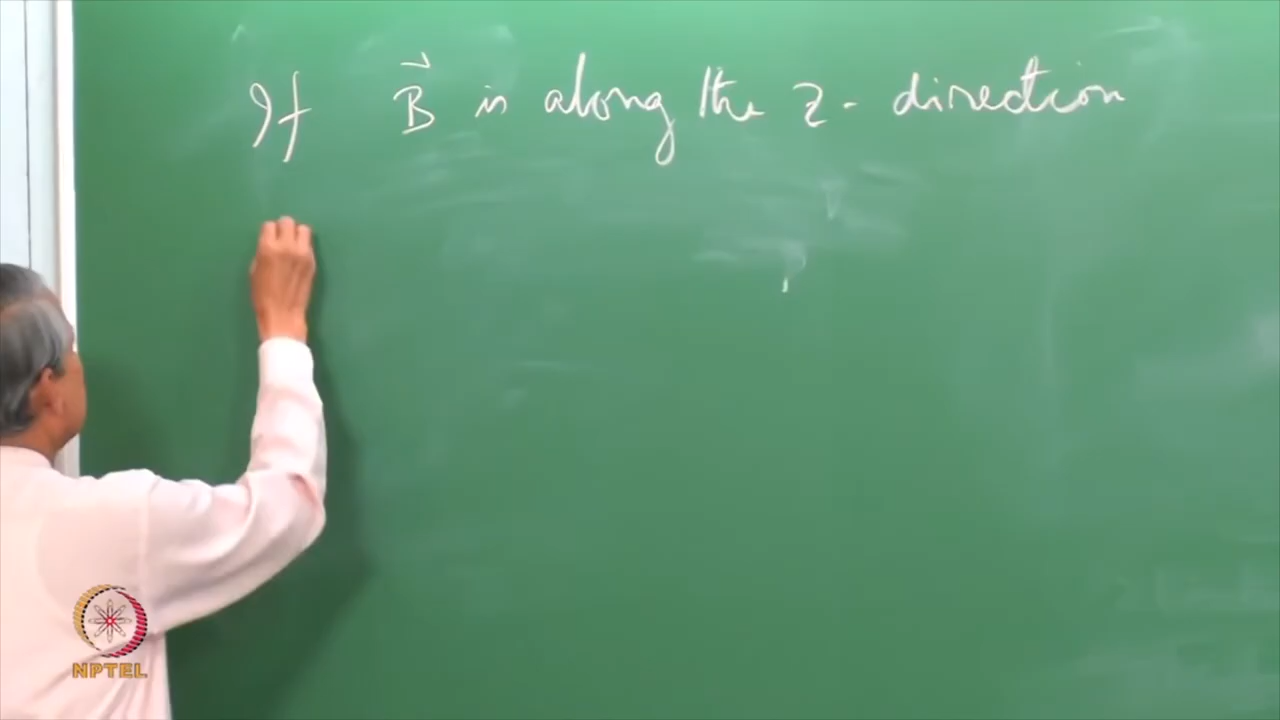 If B⃗ is along the z-direction
NPTEL